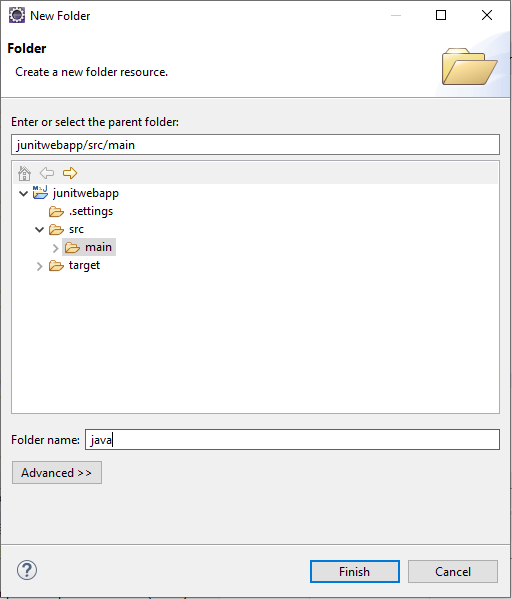 New Folder
Folder
Create a new folder resource.
Enter or select the parent folder:
junitwebapp/src/main
junitwebapp
.settings
src
main
target
Folder name: java
Advanced >>
Finish Cancel